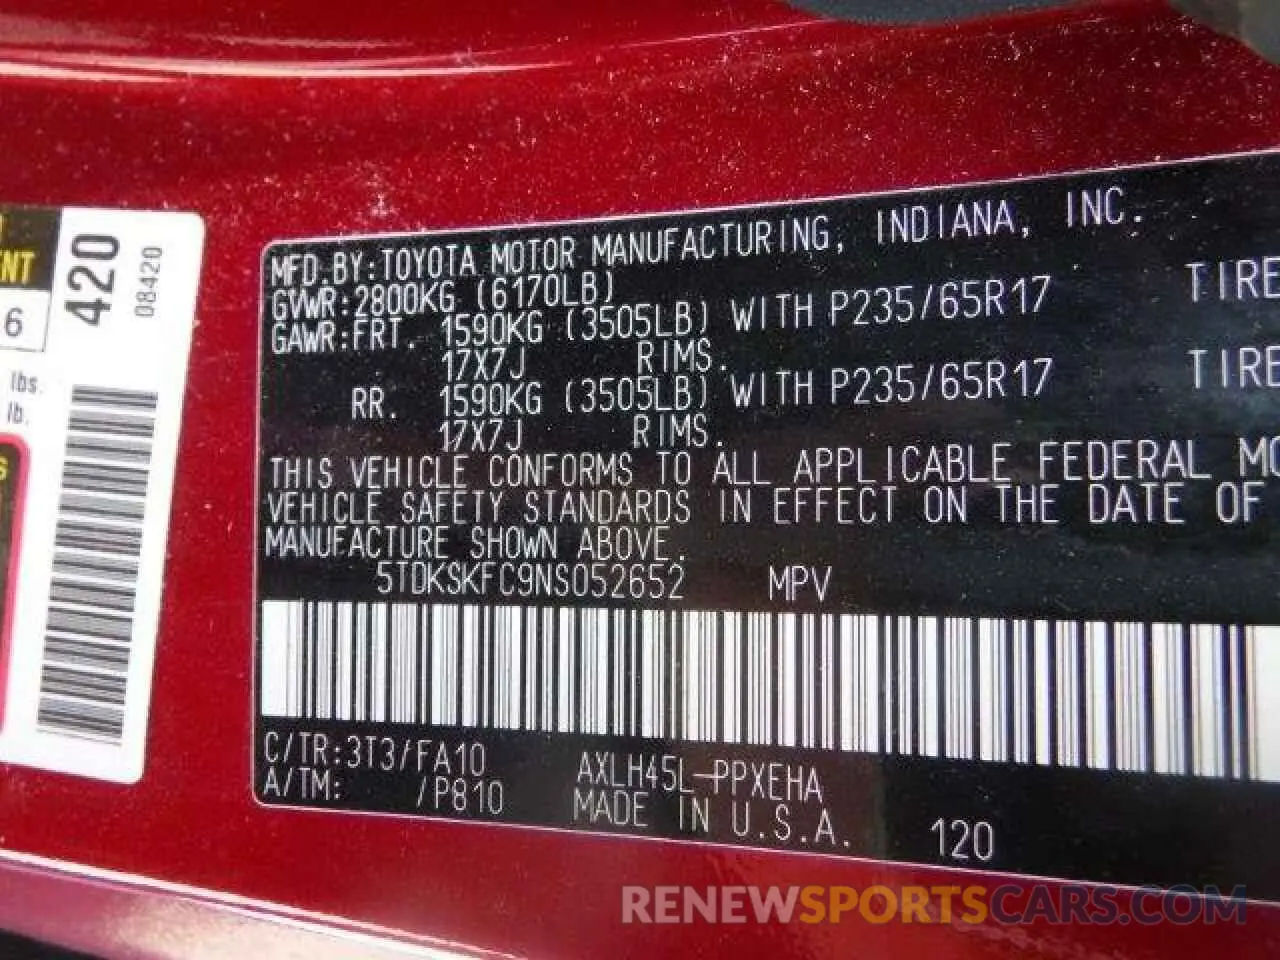 MFD.BY:TOYOTA MOTOR MANUFACTURING, INDIANA, INC.
GVWR:2800KG (6170LB)
GAWR:FRT. 1590KG (3505LB) WITH P235/65R17 TIRE
17X7J RIMS.
RR. 1590KG (3505LB) WITH P235/65R17 TIRE
17X7J RIMS.
THIS VEHICLE CONFORMS TO ALL APPLICABLE FEDERAL MO
VEHICLE SAFETY STANDARDS IN EFFECT ON THE DATE OF
MANUFACTURE SHOWN ABOVE.
5TDKSKFC9NS052652 MPV
C/TR:3T3/FA10 AXLH45L-PPXEHA
A/TM: /P810 MADE IN U.S.A. 120
420
08420
ENT
6
lbs.
lb.
S
RENEWSPORTSCARS.COM